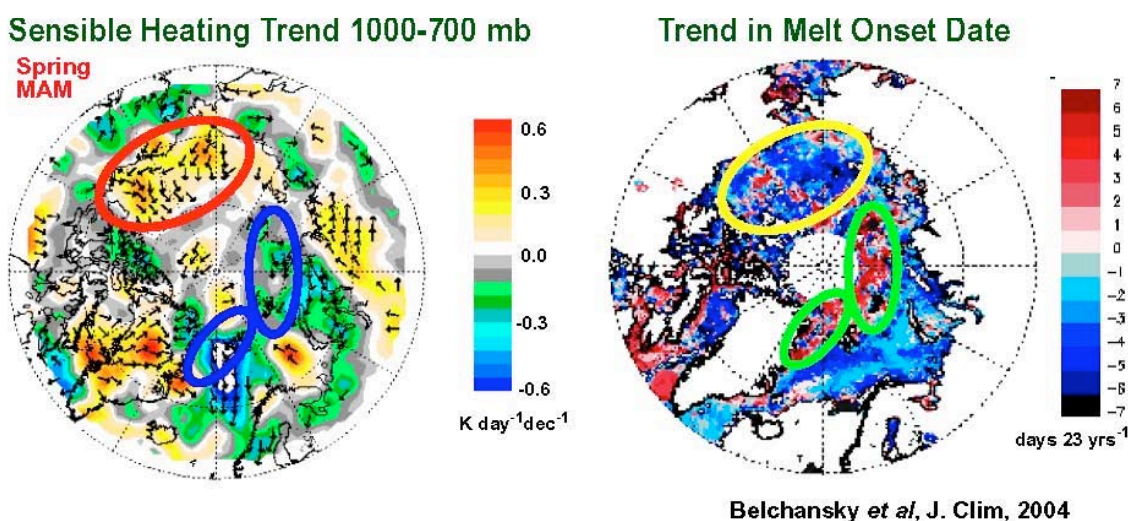 Sensible Heating Trend 1000-700 mb
Spring
MAM
0.6
0.3
0.0
-0.3
-0.6
K day⁻¹dec⁻¹
Trend in Melt Onset Date
7
6
5
4
3
2
1
0
-1
-2
-3
-4
-5
-6
-7
days 23 yrs⁻¹
Belchansky et al, J. Clim, 2004